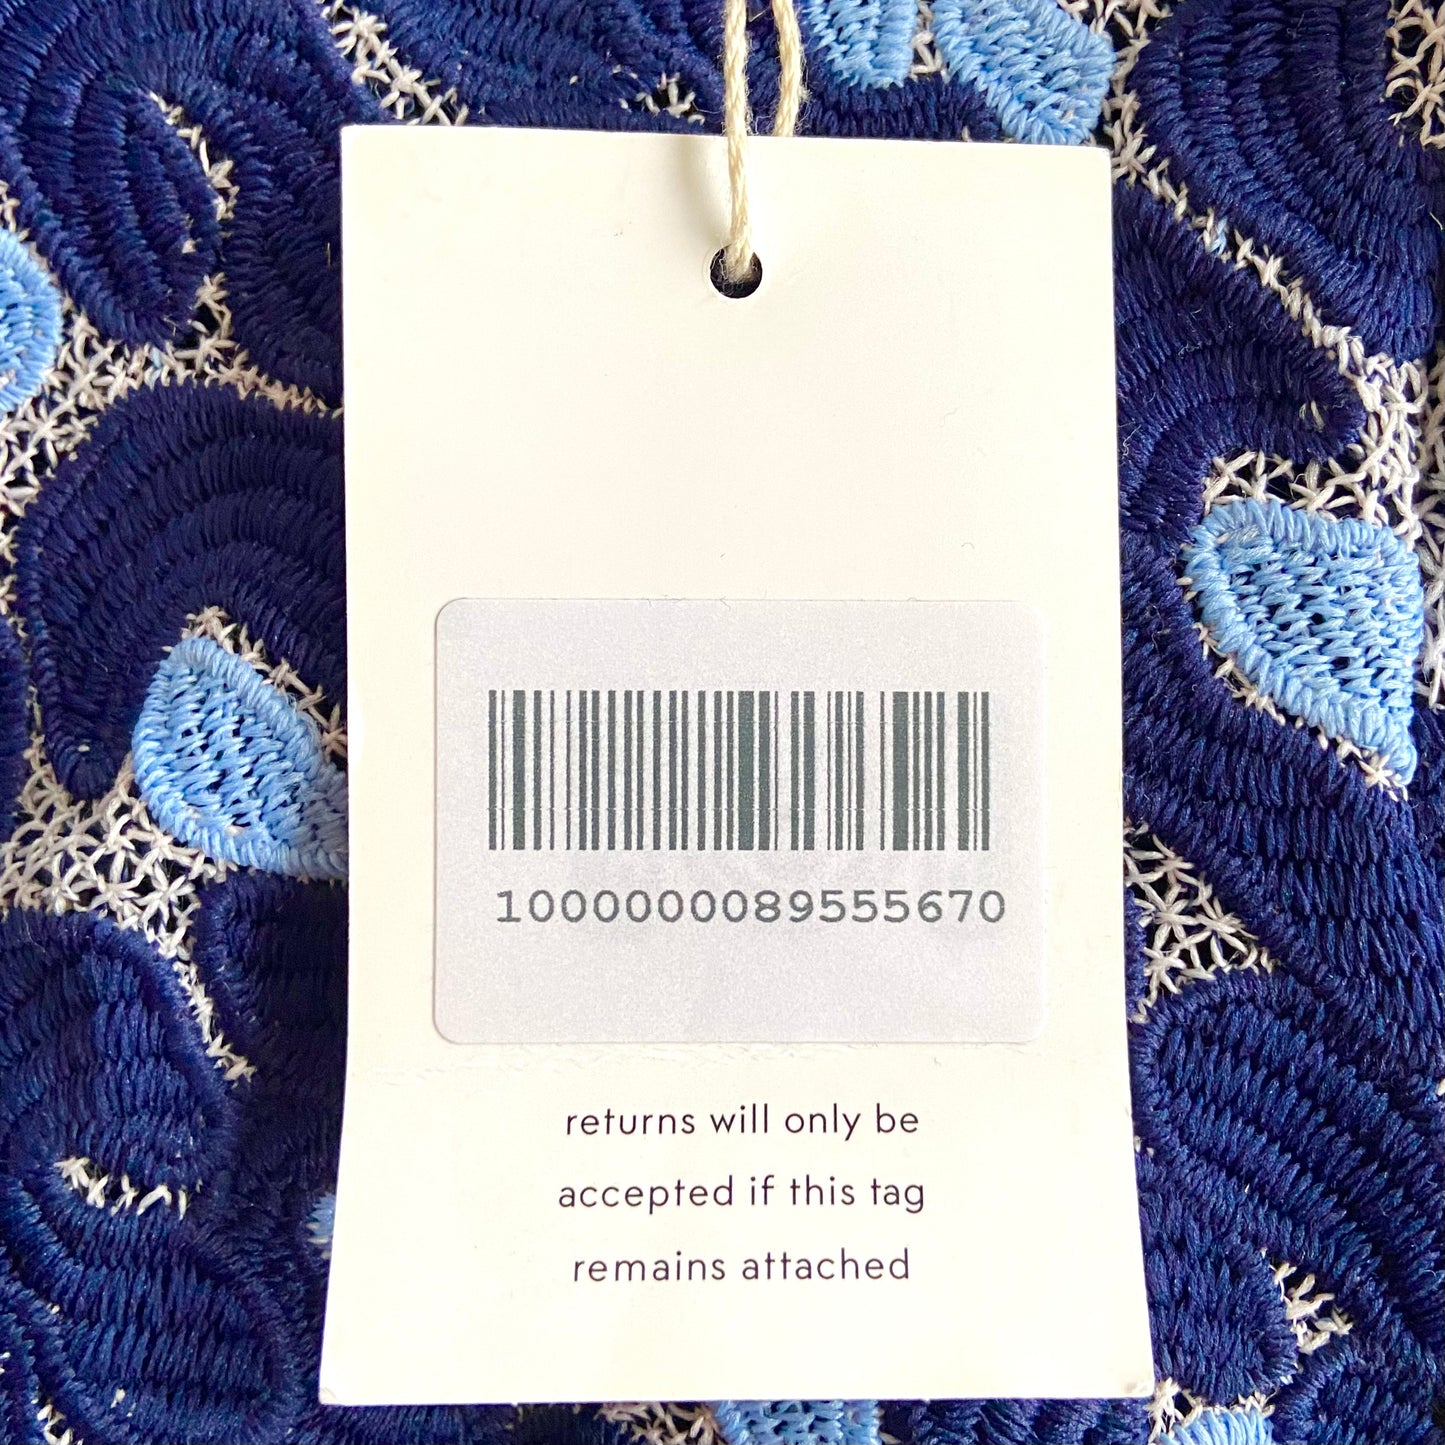 1000000089555670
returns will only be
accepted if this tag
remains attached